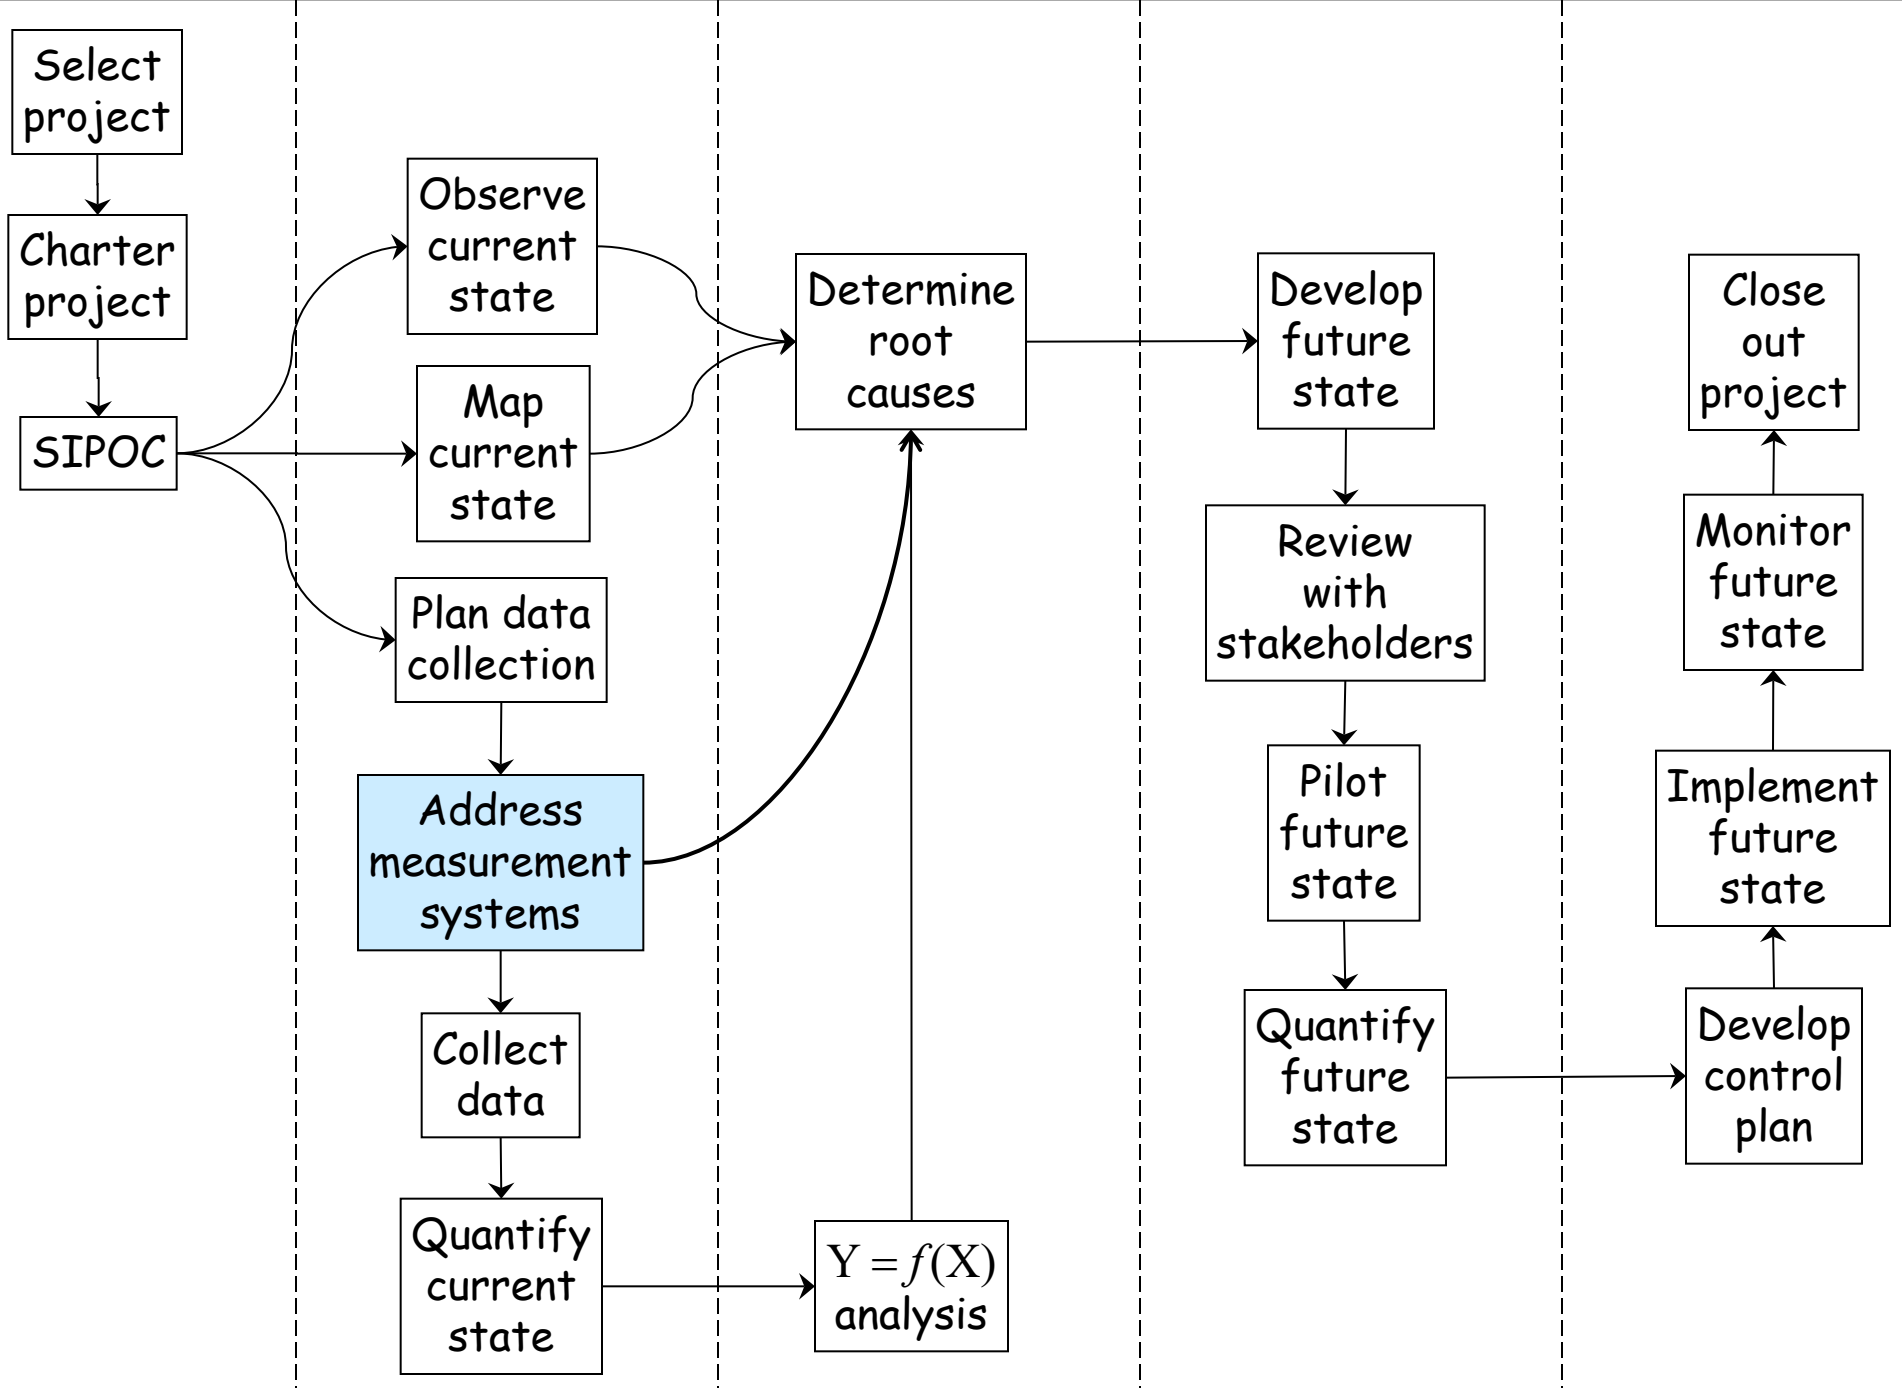 Select
project
Charter
project
SIPOC
Observe
current
state
Map
current
state
Plan data
collection
Address
measurement
systems
Collect
data
Quantify
current
state
Determine
root
causes
Y = f(X)
analysis
Develop
future
state
Review
with
stakeholders
Pilot
future
state
Quantify
future
state
Close
out
project
Monitor
future
state
Implement
future
state
Develop
control
plan